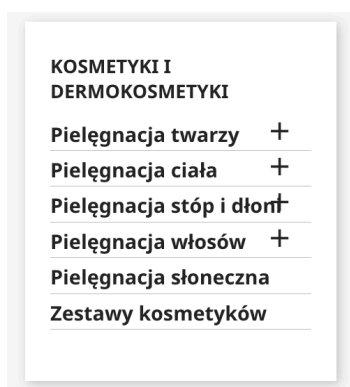 KOSMETYKI I
DERMOKOSMETYKI
Pielęgnacja twarzy +
Pielęgnacja ciała +
Pielęgnacja stóp i dłoni +
Pielęgnacja włosów +
Pielęgnacja słoneczna
Zestawy kosmetyków